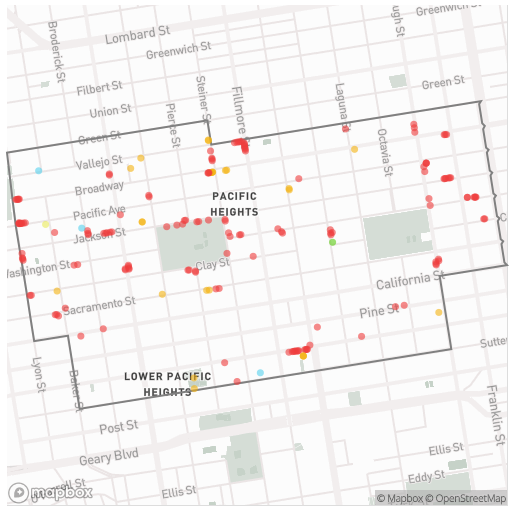 Greenwich St
ugh St
Lombard St
Broderick St
Greenwich St
Filbert St
Steiner St
Fillmore
Green St
Laguna St
Union St
Pierce St
Green St
Octavia St
Vallejo St
Broadway
PACIFIC
HEIGHTS
Pacific Ave
Jackson St
C
Clay St
Washington St
California St
Sacramento St
Pine St
Sutte
Lyon St
Baker St
LOWER PACIFIC
HEIGHTS
Franklin St
Post St
Geary Blvd
Ellis St
Eddy St
Ellis St
mapbox
© Mapbox © OpenStreetMap